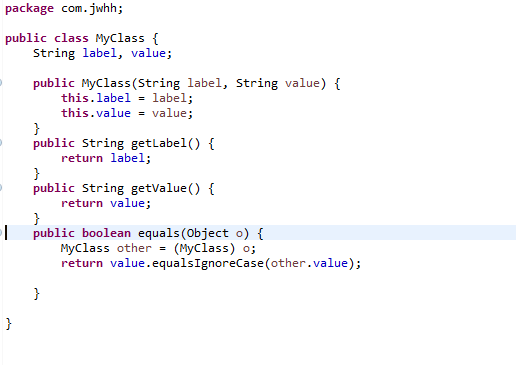 package com.jwhh;
public class MyClass {
String label, value;
public MyClass(String label, String value) {
this.label = label;
this.value = value;
}
public String getLabel() {
return label;
}
public String getValue() {
return value;
}
public boolean equals(Object o) {
MyClass other = (MyClass) o;
return value.equalsIgnoreCase(other.value);
}
}